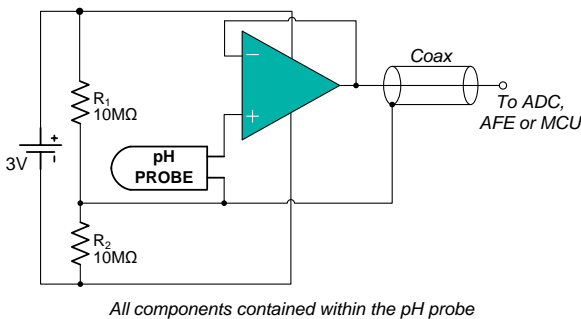 Coax
R1
10MΩ
To ADC,
AFE or MCU
+
-
3V
−
+
pH
PROBE
R2
10MΩ
All components contained within the pH probe